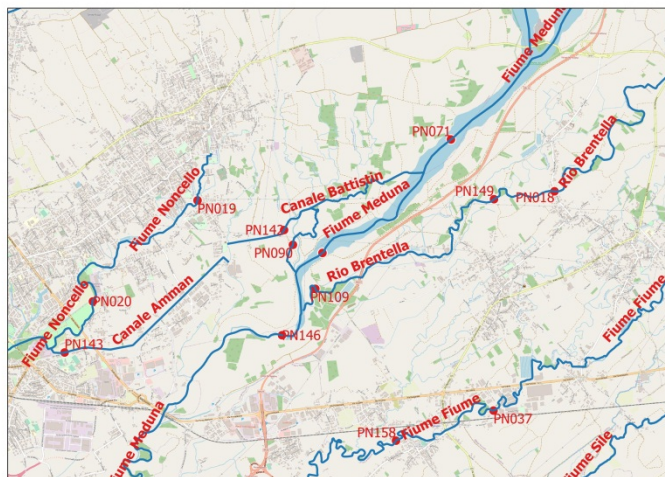 Fiume Meduna
PN071
Rio Brentella
Canale Battistin
PN149
PN018
Fiume Noncello
PN019
PN147
Fiume Meduna
PN090
Rio Brentella
Fiume Fiume
Fiume Noncello
PN020
Canale Amman
PN109
PN143
PN146
Fiume Meduna
PN158
Fiume Fiume
PN037
Fiume Sile